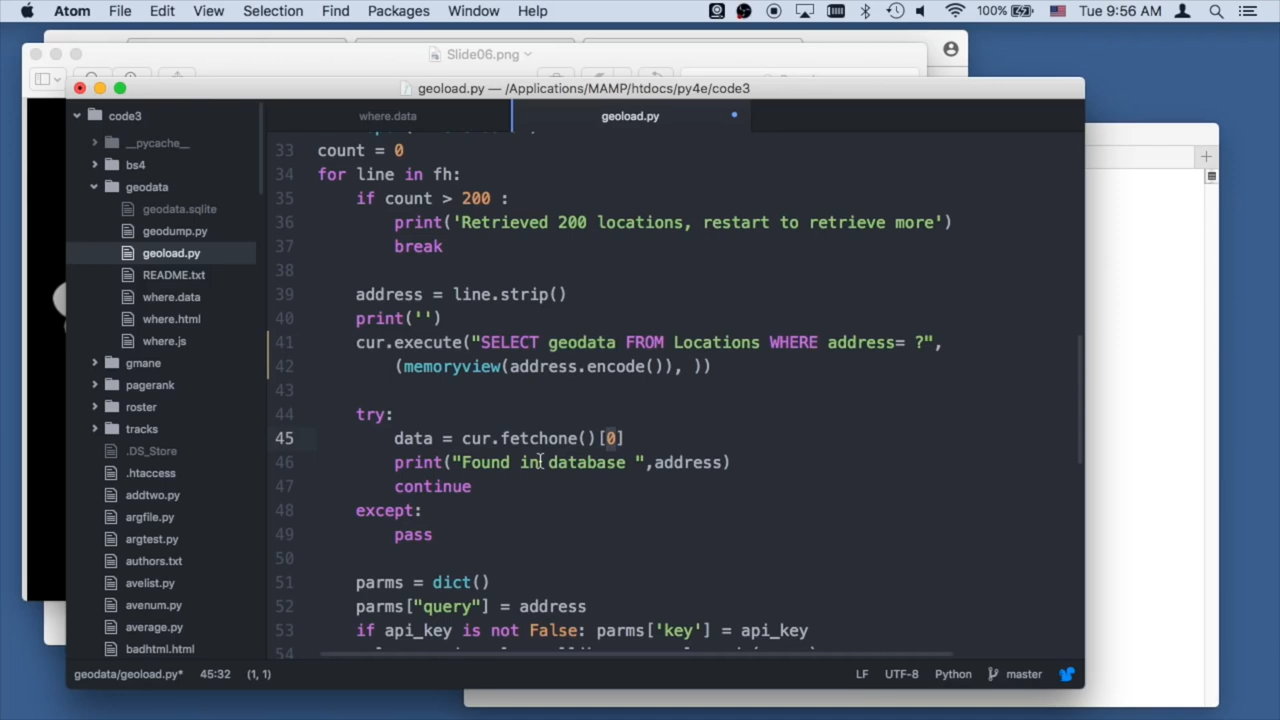 Atom File Edit View Selection Find Packages Window Help 100% Tue 9:56 AM
Slide06.png
geoload.py — /Applications/MAMP/htdocs/py4e/code3
code3
where.data
geoload.py
__pycache__
bs4
geodata
geodata.sqlite
geodump.py
geoload.py
README.txt
where.data
where.html
where.js
gmane
pagerank
roster
tracks
.DS_Store
.htaccess
addtwo.py
argfile.py
argtest.py
authors.txt
avelist.py
avenum.py
average.py
badhtml.html
33 count = 0
34 for line in fh:
35 if count > 200 :
36 print('Retrieved 200 locations, restart to retrieve more')
37 break
38
39 address = line.strip()
40 print('')
41 cur.execute("SELECT geodata FROM Locations WHERE address= ?",
42 (memoryview(address.encode()), ))
43
44 try:
45 data = cur.fetchone()[0]
46 print("Found in database ",address)
47 continue
48 except:
49 pass
50
51 parms = dict()
52 parms["query"] = address
53 if api_key is not False: parms['key'] = api_key
54
geodata/geoload.py* 45:32 (1, 1) LF UTF-8 Python master